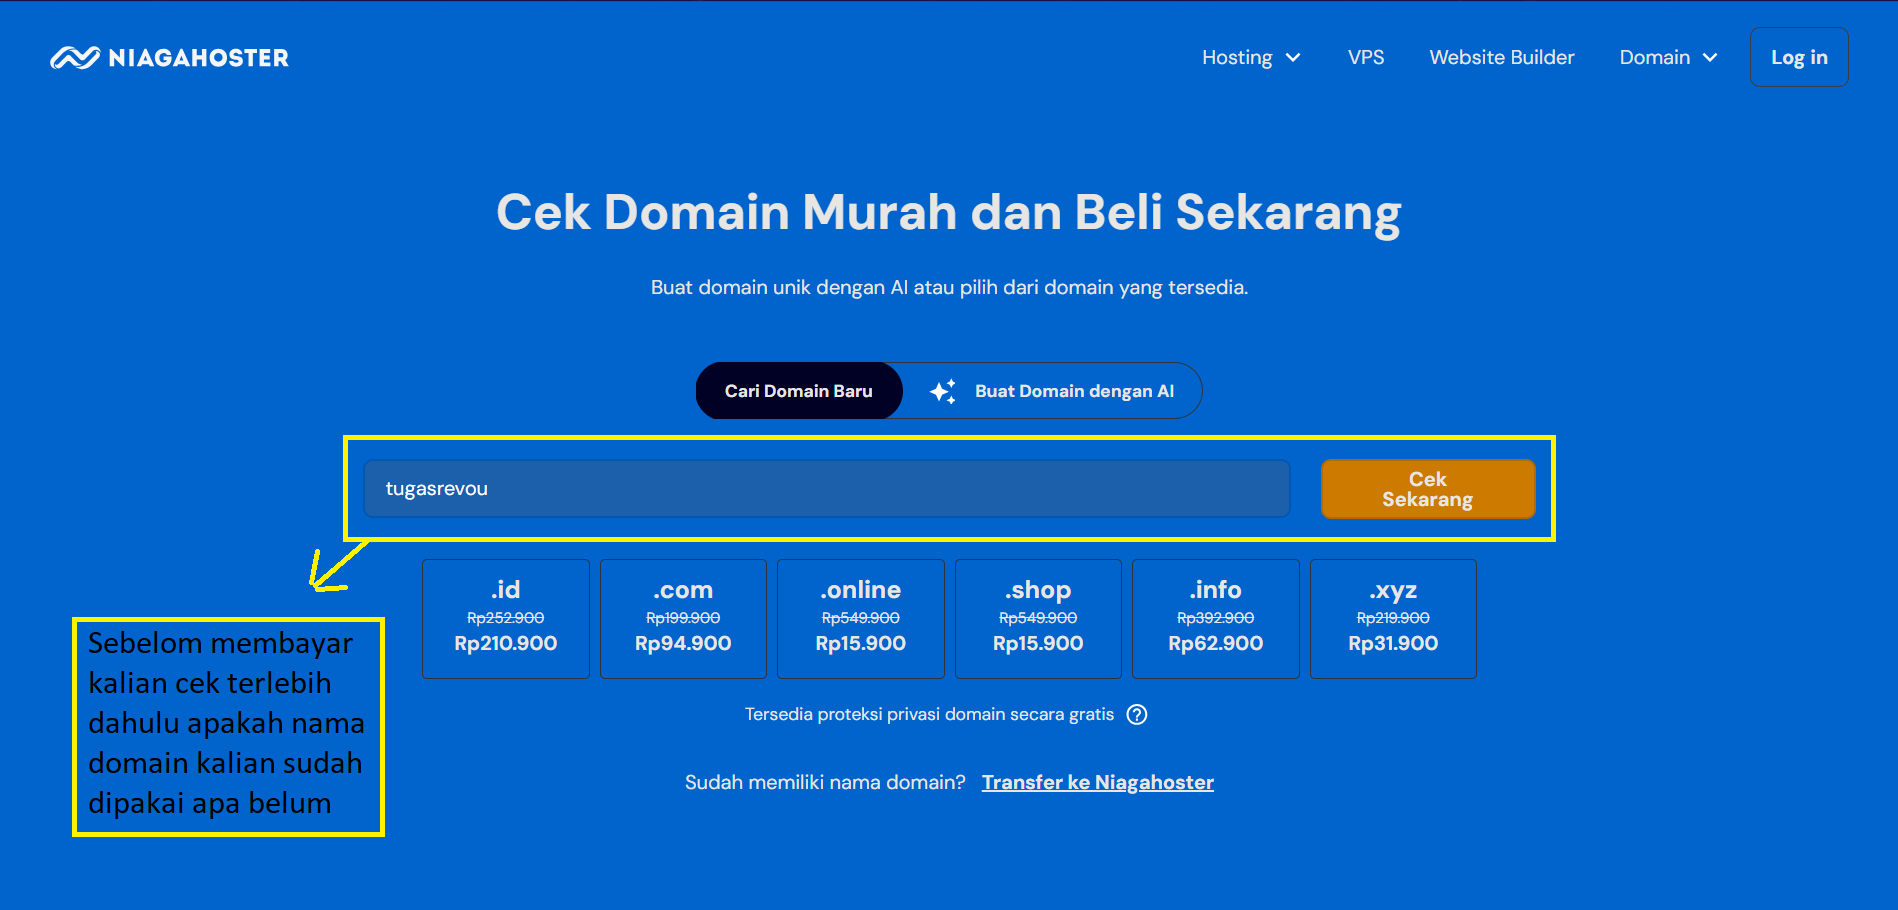 NIAGAHOSTER
Hosting
VPS
Website Builder
Domain
Log in
Cek Domain Murah dan Beli Sekarang
Buat domain unik dengan AI atau pilih dari domain yang tersedia.
Cari Domain Baru
Buat Domain dengan AI
tugasrevou
Cek
Sekarang
.id
Rp252.900
Rp210.900
.com
Rp199.900
Rp94.900
.online
Rp549.900
Rp15.900
.shop
Rp549.900
Rp15.900
.info
Rp392.900
Rp62.900
.xyz
Rp219.900
Rp31.900
Sebelom membayar
kalian cek terlebih
dahulu apakah nama
domain kalian sudah
dipakai apa belum
Tersedia proteksi privasi domain secara gratis ?
Sudah memiliki nama domain? Transfer ke Niagahoster